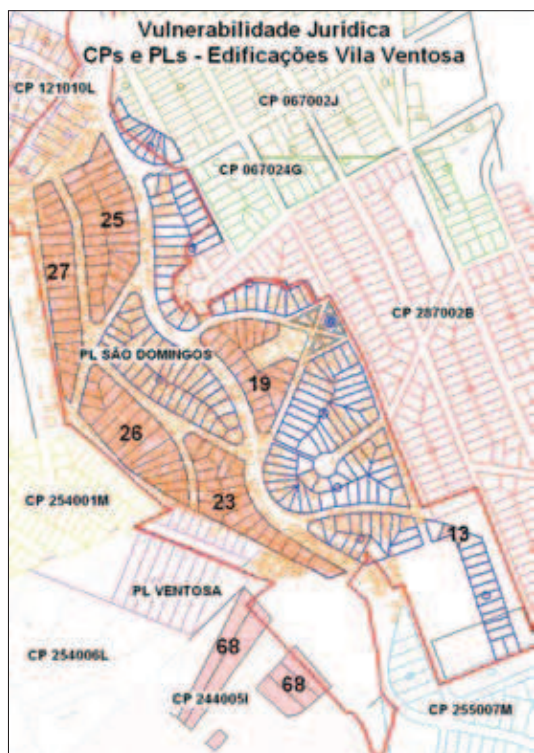 Vulnerabilidade Jurídica
CPs e PLs - Edificações Vila Ventosa
CP 121010L
CP 067003J
CP 067024G
25
27
CP 287002B
PL SÃO DOMINGOS
19
26
23
CP 254001M
13
PL VENTOSA
68
CP 254006L
68
CP 244005I
CP 255007M